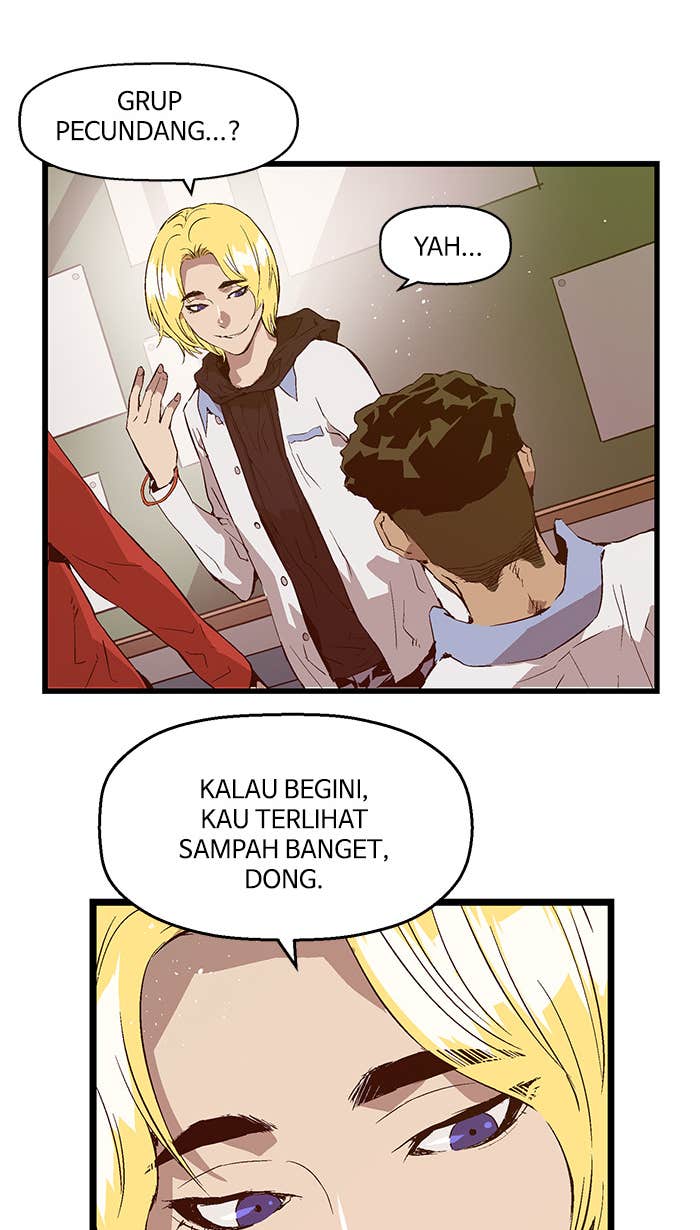 GRUP
PECUNDANG...?
YAH...
KALAU BEGINI,
KAU TERLIHAT
SAMPAH BANGET,
DONG.